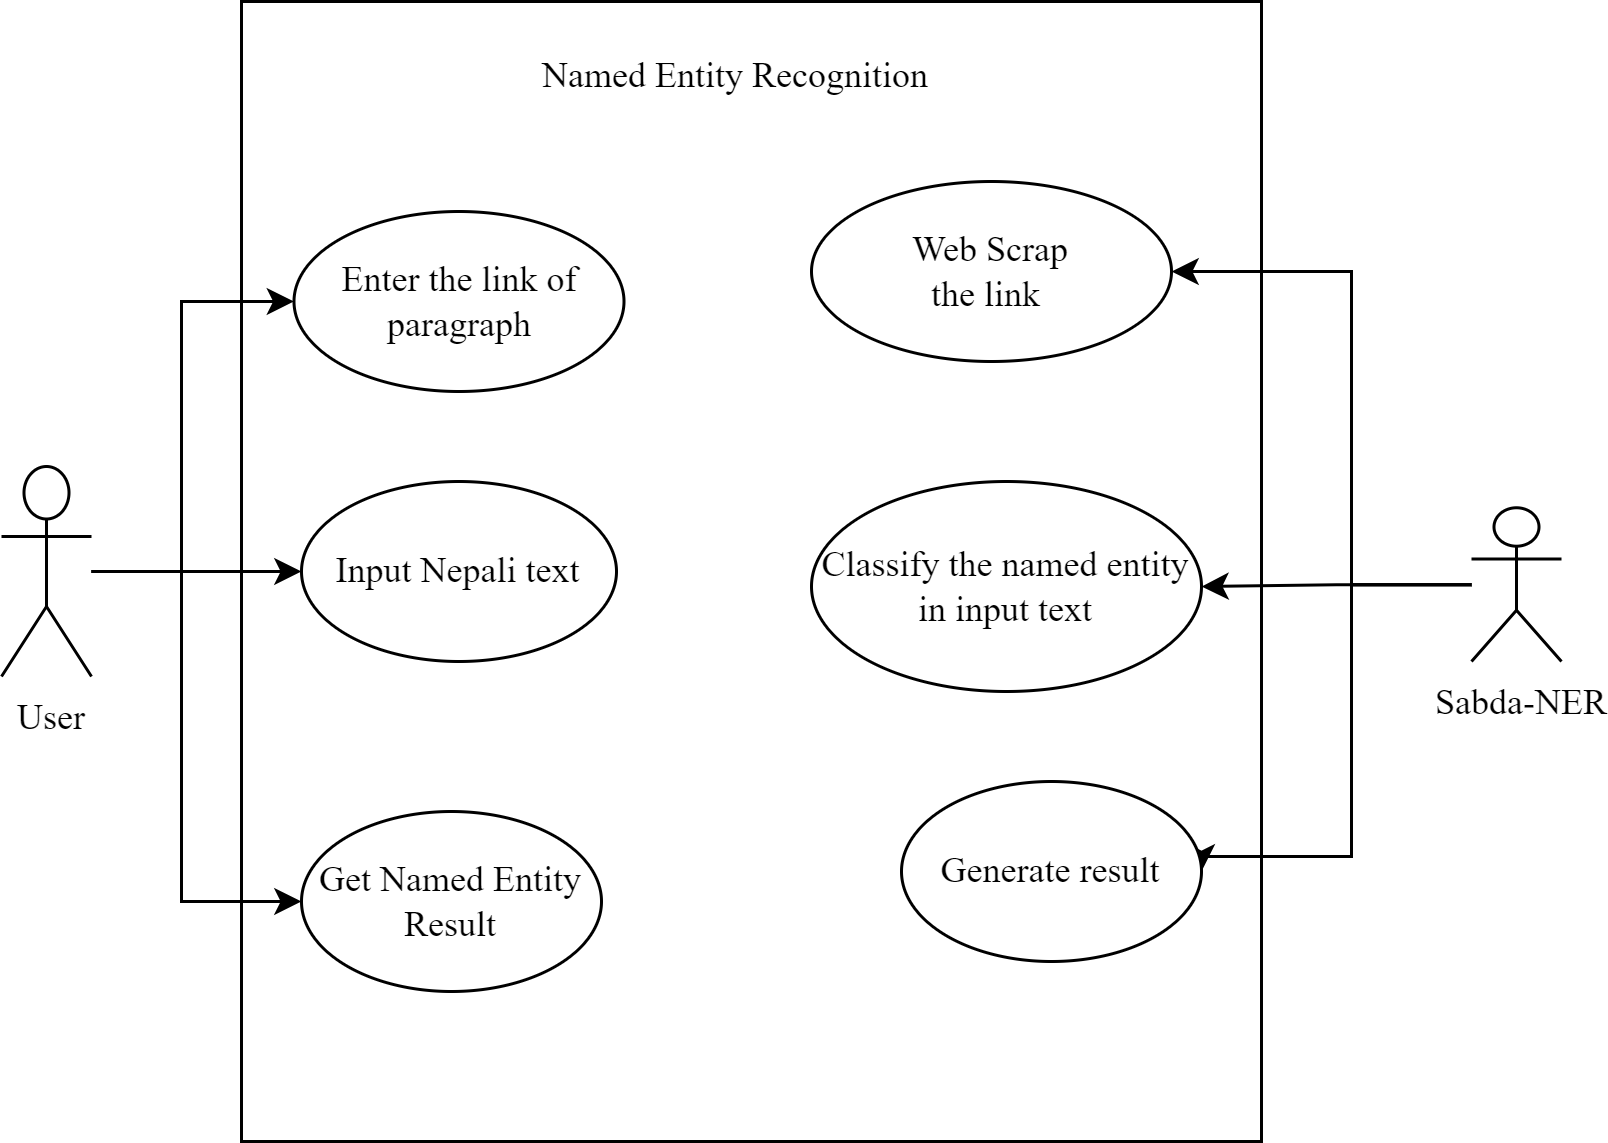 Named Entity Recognition
Enter the link of
paragraph
Web Scrap
the link
Input Nepali text
Classify the named entity
in input text
User
Sabda-NER
Get Named Entity
Result
Generate result